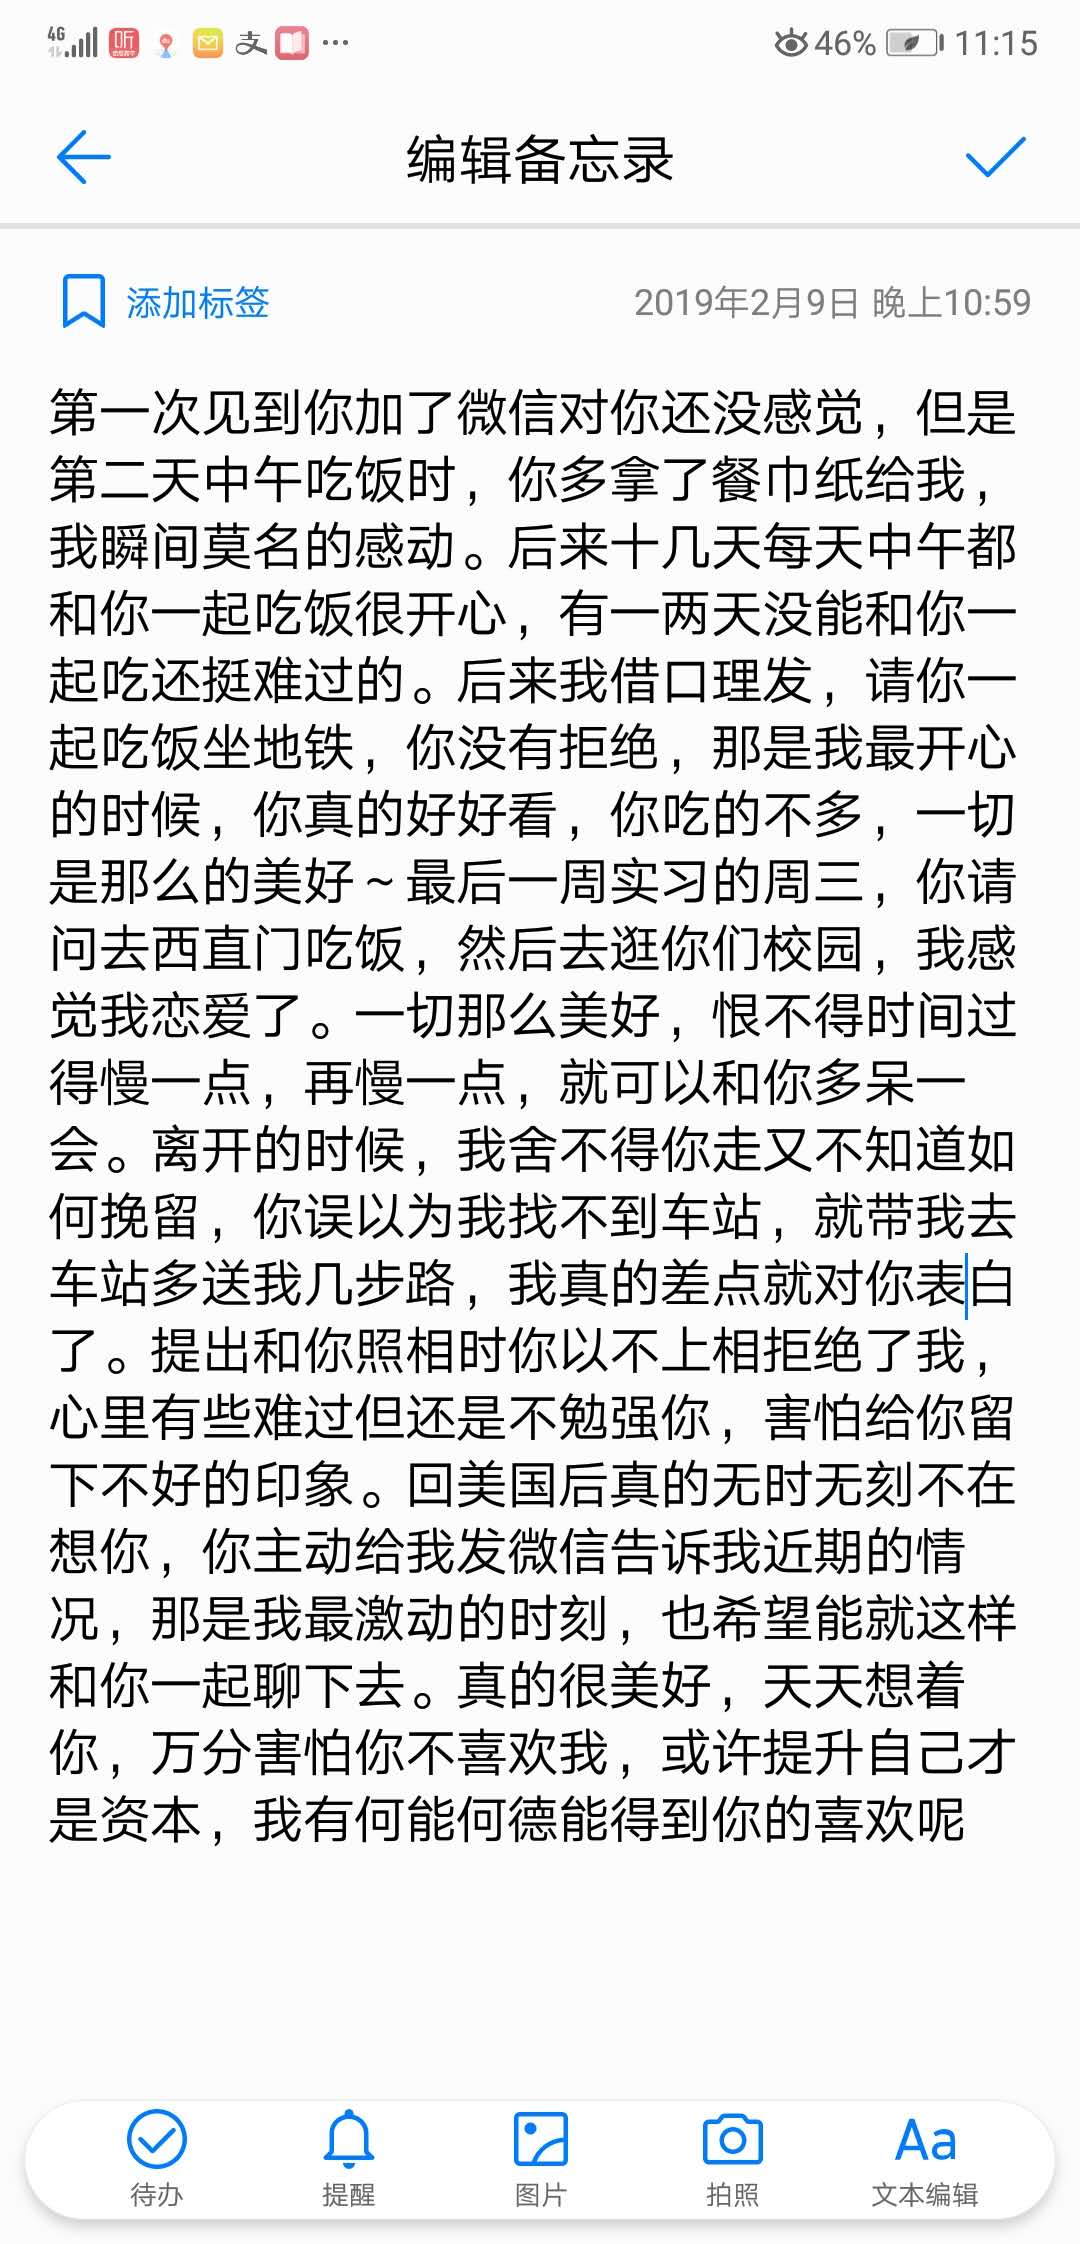 4G 听 支 ... 46% 11:15
编辑备忘录
添加标签 2019年2月9日 晚上10:59
第一次见到你加了微信对你还没感觉，但是
第二天中午吃饭时，你多拿了餐巾纸给我，
我瞬间莫名的感动。后来十几天每天中午都
和你一起吃饭很开心，有一两天没能和你一
起吃还挺难过的。后来我借口理发，请你一
起吃饭坐地铁，你没有拒绝，那是我最开心
的时候，你真的好好看，你吃的不多，一切
是那么的美好～最后一周实习的周三，你请
问去西直门吃饭，然后去逛你们校园，我感
觉我恋爱了。一切那么美好，恨不得时间过
得慢一点，再慢一点，就可以和你多呆一
会。离开的时候，我舍不得你走又不知道如
何挽留，你误以为我找不到车站，就带我去
车站多送我几步路，我真的差点就对你表白
了。提出和你照相时你以不上相拒绝了我，
心里有些难过但还是不勉强你，害怕给你留
下不好的印象。回美国后真的无时无刻不在
想你，你主动给我发微信告诉我近期的情
况，那是我最激动的时刻，也希望能就这样
和你一起聊下去。真的很美好，天天想着
你，万分害怕你不喜欢我，或许提升自己才
是资本，我有何能何德能得到你的喜欢呢
待办 提醒 图片 拍照 Aa 文本编辑